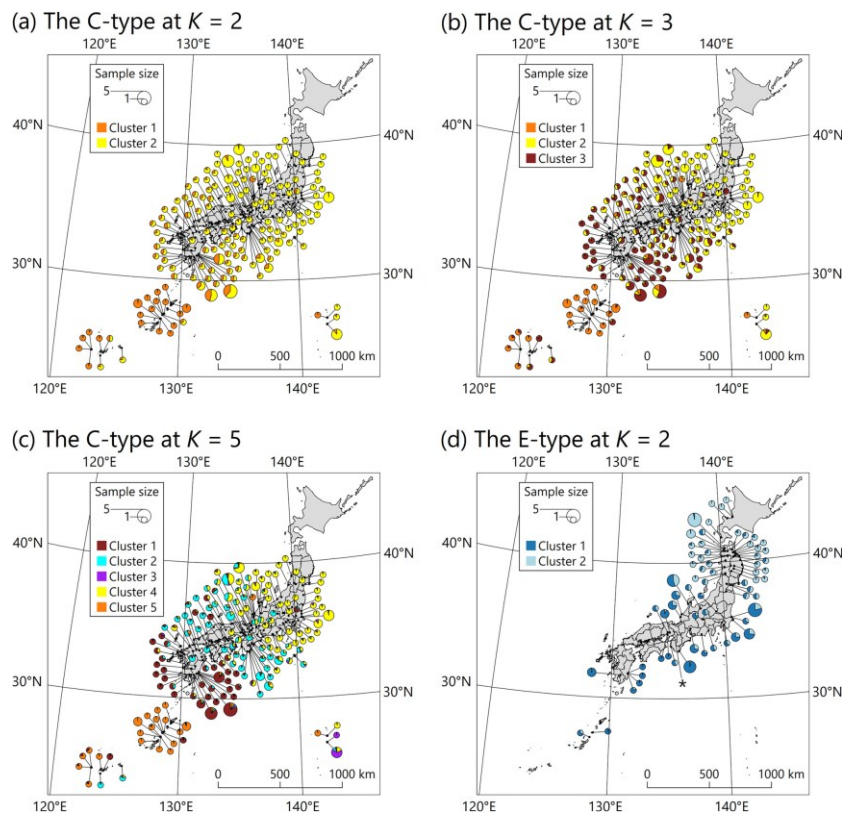 (a) The C-type at K = 2
120°E 130°E 140°E
Sample size
5
1
Cluster 1
Cluster 2
40°N 40°N
30°N 30°N
0 500 1000 km
120°E 130°E 140°E
(b) The C-type at K = 3
120°E 130°E 140°E
Sample size
5
1
Cluster 1
Cluster 2
Cluster 3
40°N 40°N
30°N 30°N
0 500 1000 km
120°E 130°E 140°E
(c) The C-type at K = 5
120°E 130°E 140°E
Sample size
5
1
Cluster 1
Cluster 2
Cluster 3
Cluster 4
Cluster 5
40°N 40°N
30°N 30°N
0 500 1000 km
120°E 130°E 140°E
(d) The E-type at K = 2
120°E 130°E 140°E
Sample size
5
1
Cluster 1
Cluster 2
40°N 40°N
*
30°N 30°N
0 500 1000 km
120°E 130°E 140°E